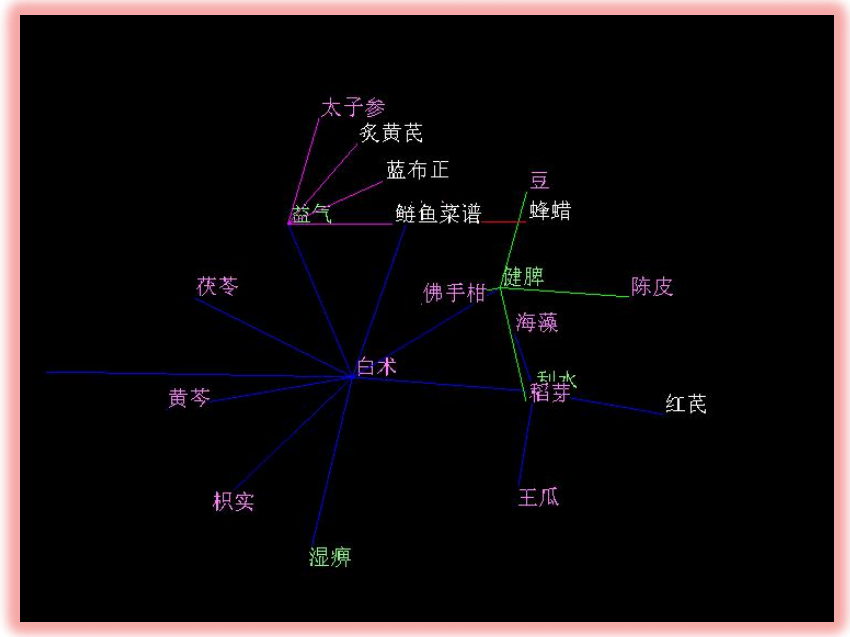 太子参
炙黄芪
蓝布正
豆
益气
鲢鱼菜谱
蜂蜡
茯苓
佛手柑
健脾
陈皮
海藻
白术
利水
黄芩
稻芽
红芪
枳实
王瓜
湿痹